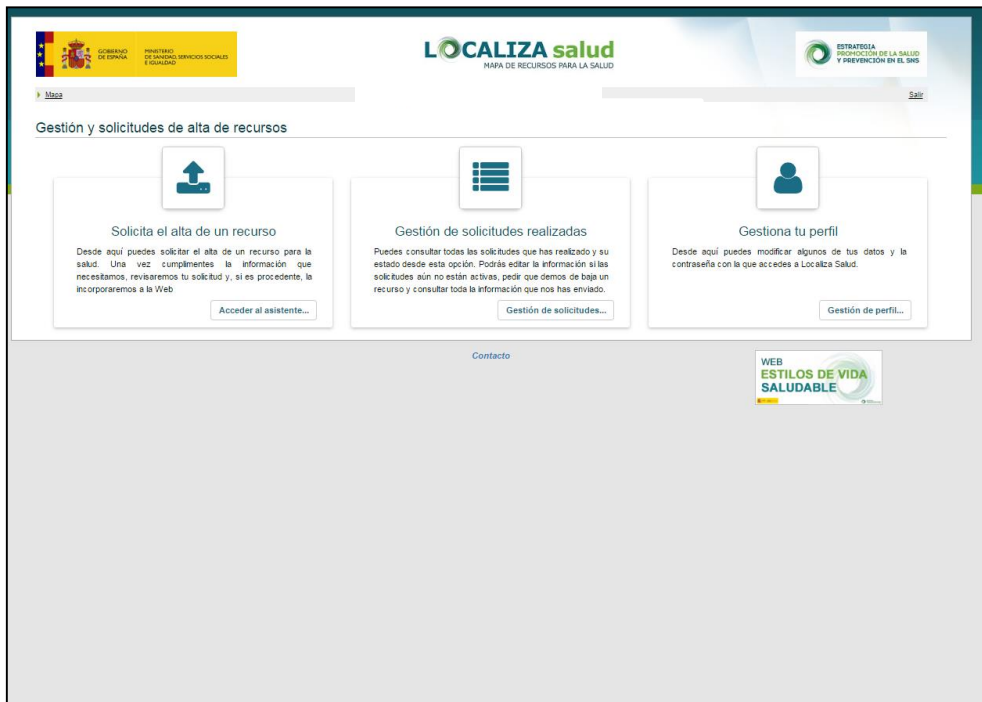 GOBIERNO
DE ESPAÑA
MINISTERIO
DE SANIDAD, SERVICIOS SOCIALES
E IGUALDAD
LOCALIZA salud
MAPA DE RECURSOS PARA LA SALUD
ESTRATEGIA
PROMOCIÓN DE LA SALUD
Y PREVENCIÓN EN EL SNS
Mapa
Salir
Gestión y solicitudes de alta de recursos
Solicita el alta de un recurso
Desde aquí puedes solicitar el alta de un recurso para la
salud. Una vez cumplimentes la información que
necesitamos, revisaremos tu solicitud y, si es procedente, la
incorporaremos a la Web
Acceder al asistente...
Gestión de solicitudes realizadas
Puedes consultar todas las solicitudes que has realizado y su
estado desde esta opción. Podrás editar la información si las
solicitudes aún no están activas, pedir que demos de baja un
recurso y consultar toda la información que nos has enviado.
Gestión de solicitudes...
Gestiona tu perfil
Desde aquí puedes modificar algunos de tus datos y la
contraseña con la que accedes a Localiza Salud.
Gestión de perfil...
Contacto
WEB
ESTILOS DE VIDA
SALUDABLE